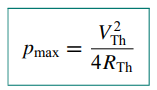 p_max = V_Th^2 / 4R_Th